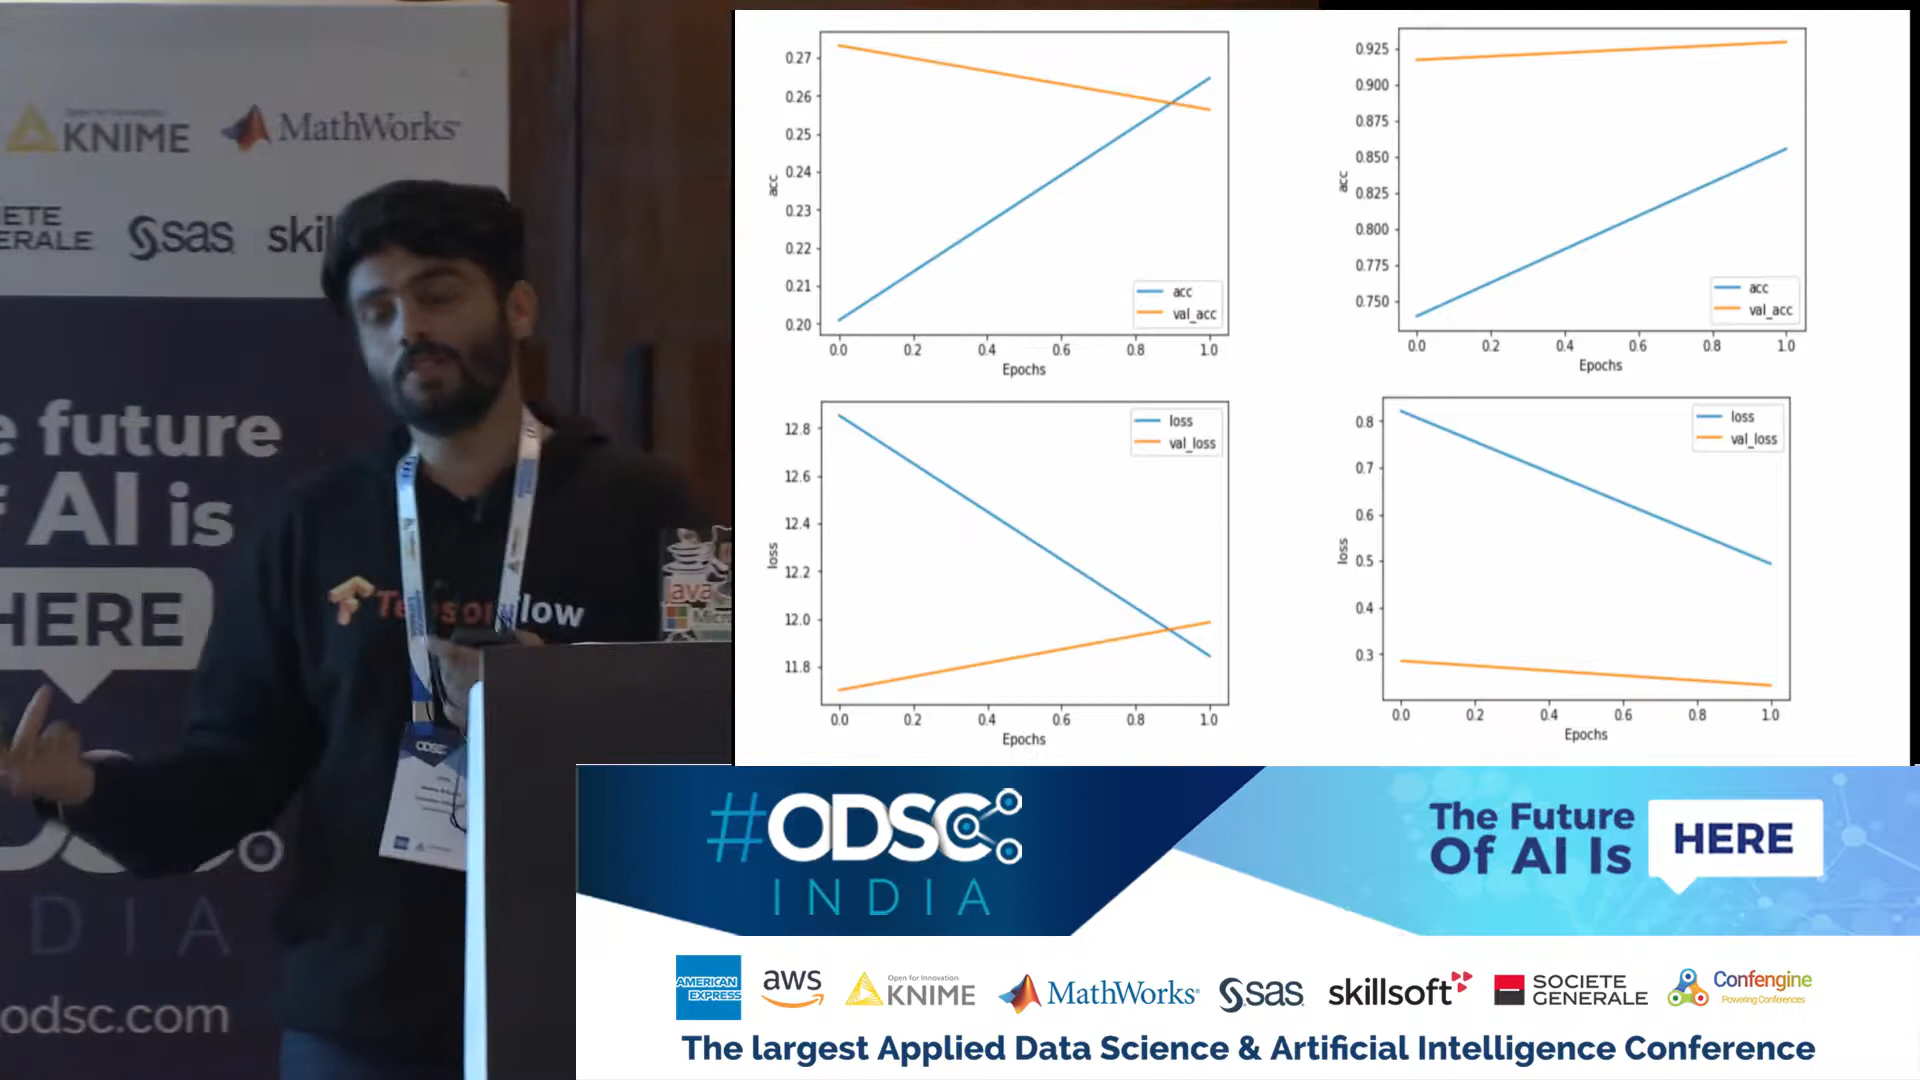 Open for Innovation
KNIME
MathWorks
ETE
ERALE
sas
skil
e future
f AI is
HERE
INDIA
odsc.com
TensorFlow
Java
Micr
ODSC
0.27
0.26
0.25
0.24
0.23
0.22
0.21
0.20
acc
acc
val_acc
0.0 0.2 0.4 0.6 0.8 1.0
Epochs
0.925
0.900
0.875
0.850
0.825
0.800
0.775
0.750
acc
acc
val_acc
0.0 0.2 0.4 0.6 0.8 1.0
Epochs
12.8
12.6
12.4
12.2
12.0
11.8
loss
loss
val_loss
0.0 0.2 0.4 0.6 0.8 1.0
Epochs
0.8
0.7
0.6
0.5
0.4
0.3
loss
loss
val_loss
0.0 0.2 0.4 0.6 0.8 1.0
Epochs
#ODSC
INDIA
The Future
Of AI Is
HERE
AMERICAN
EXPRESS
aws
Open for Innovation
KNIME
MathWorks
sas
skillsoft
SOCIETE
GENERALE
Confengine
Powering Conferences
The largest Applied Data Science & Artificial Intelligence Conference